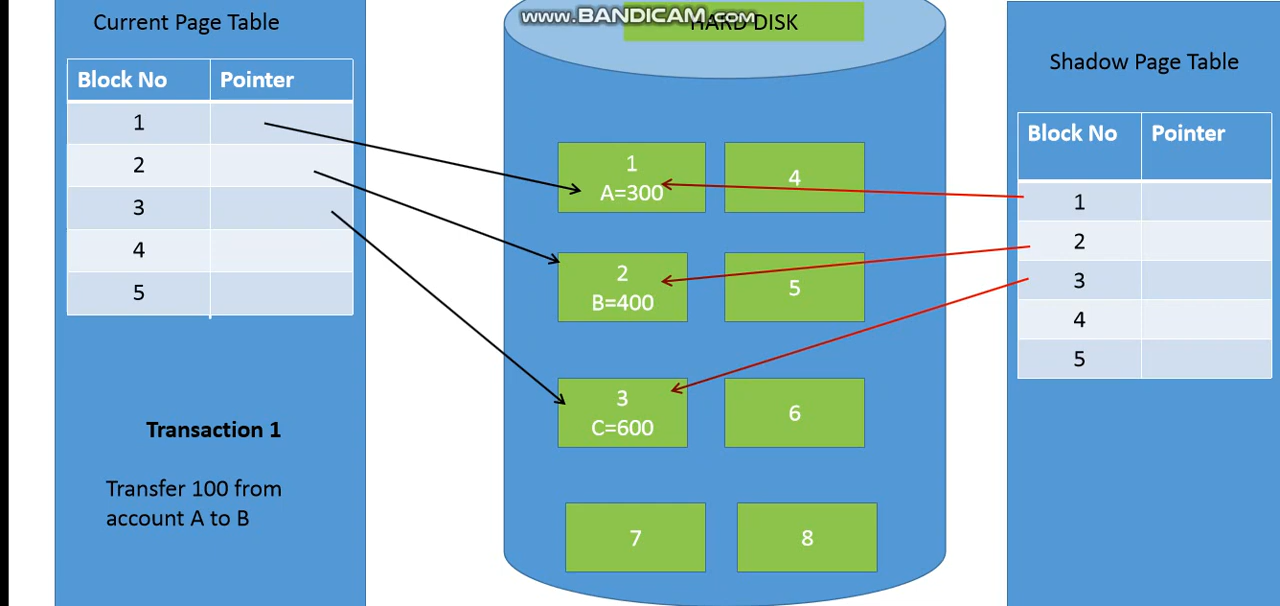 Current Page Table
Block No Pointer
1
2
3
4
5
Transaction 1
Transfer 100 from
account A to B
www.BANDICAM.com
HARD DISK
1
A=300
4
2
B=400
5
3
C=600
6
7
8
Shadow Page Table
Block No Pointer
1
2
3
4
5